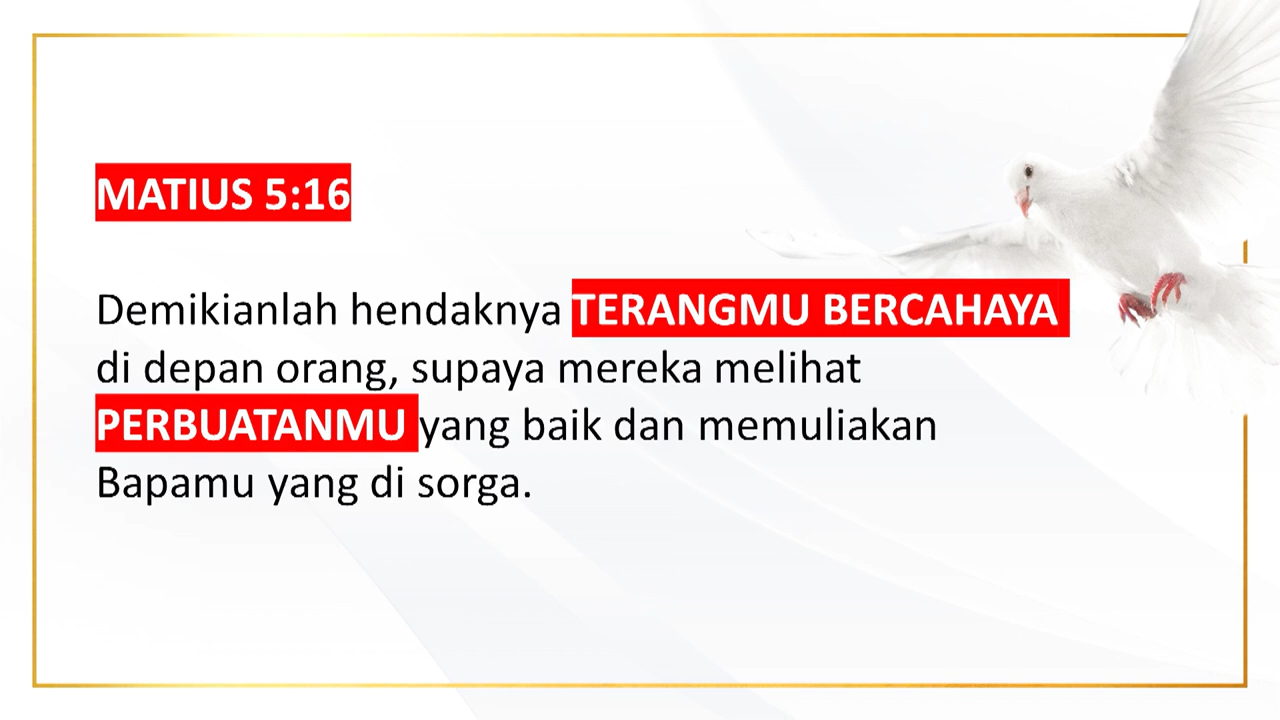 MATIUS 5:16
Demikianlah hendaknya TERANGMU BERCAHAYA
di depan orang, supaya mereka melihat
PERBUATANMU yang baik dan memuliakan
Bapamu yang di sorga.